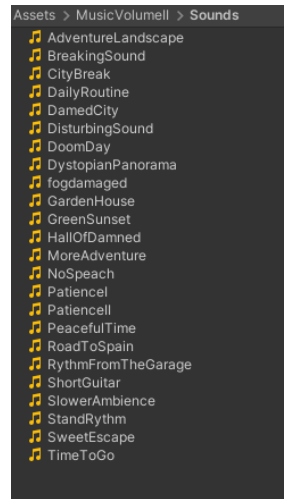 Assets > MusicVolumeII > Sounds
AdventureLandscape
BreakingSound
CityBreak
DailyRoutine
DamedCity
DisturbingSound
DoomDay
DystopianPanorama
fogdamaged
GardenHouse
GreenSunset
HallOfDamned
MoreAdventure
NoSpeach
PatienceI
PatienceII
PeacefulTime
RoadToSpain
RythmFromTheGarage
ShortGuitar
SlowerAmbience
StandRythm
SweetEscape
TimeToGo